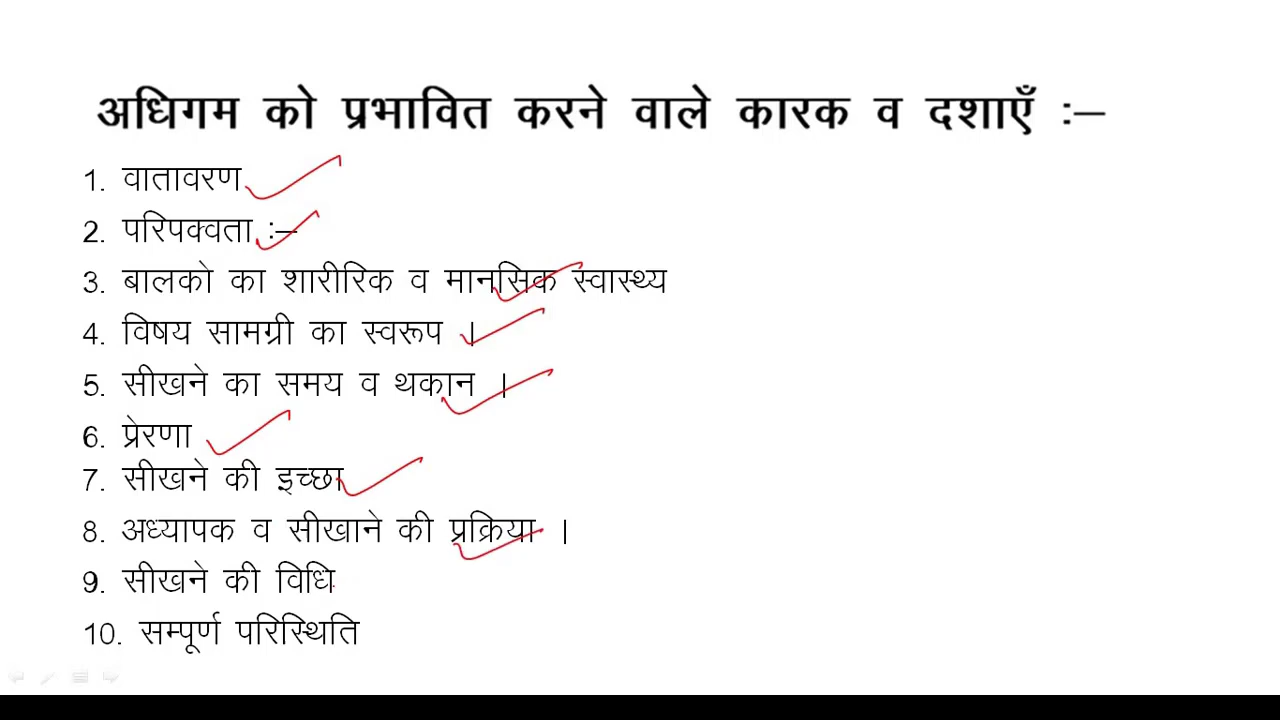 अधिगम को प्रभावित करने वाले कारक व दशाएँ :–
1. वातावरण
2. परिपक्वता :–
3. बालको का शारीरिक व मानसिक स्वास्थ्य
4. विषय सामग्री का स्वरूप ।
5. सीखने का समय व थकान ।
6. प्रेरणा
7. सीखने की इच्छा
8. अध्यापक व सीखाने की प्रक्रिया ।
9. सीखने की विधि
10. सम्पूर्ण परिस्थिति